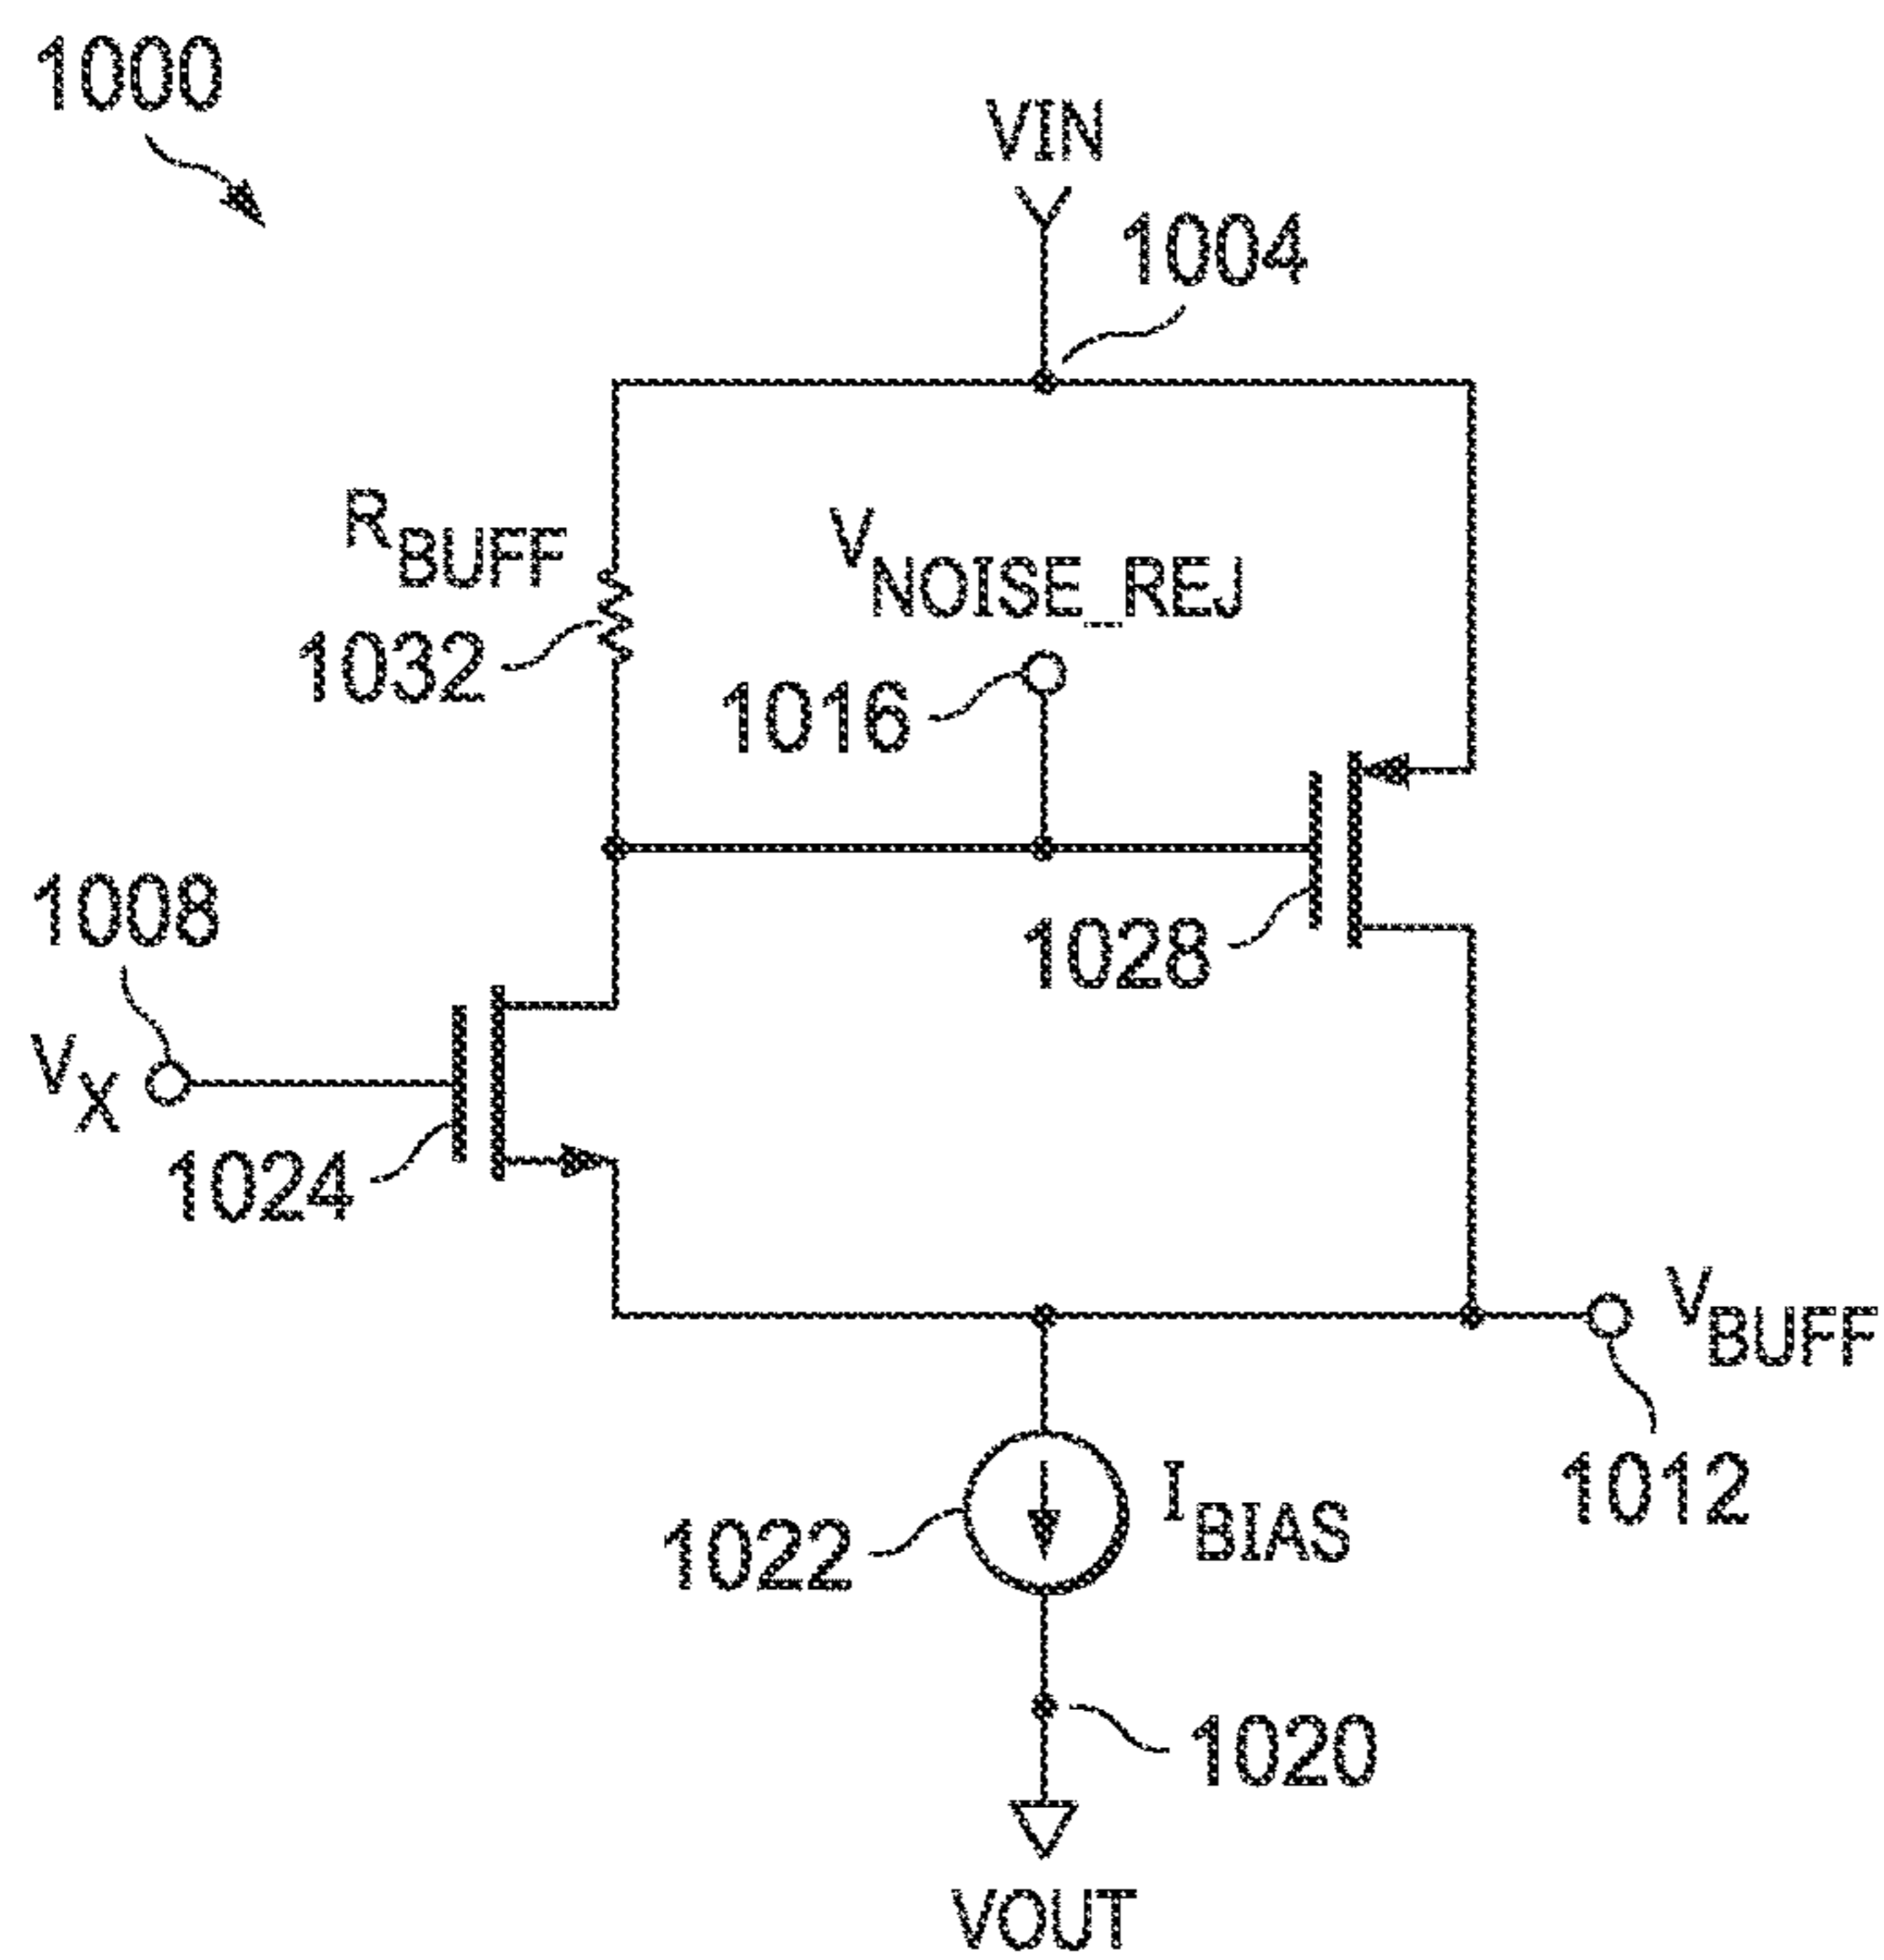 1000
VIN
1004
RBUFF
1032
VNOISE_REJ
1016
1008
VX
1024
1028
VBUFF
1012
1022
IBIAS
1020
VOUT